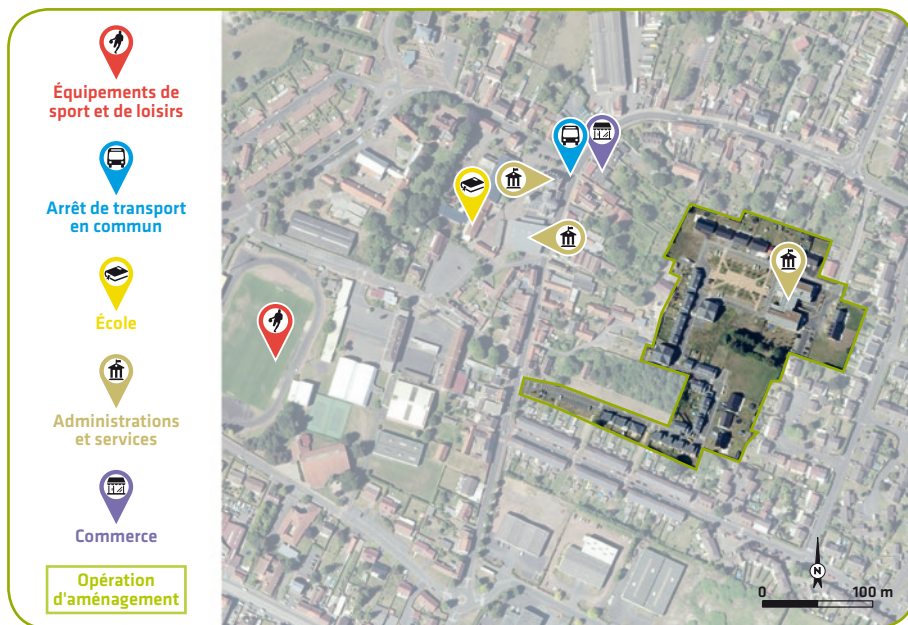 Équipements de
sport et de loisirs
Arrêt de transport
en commun
École
Administrations
et services
Commerce
Opération
d'aménagement
N
0 100 m